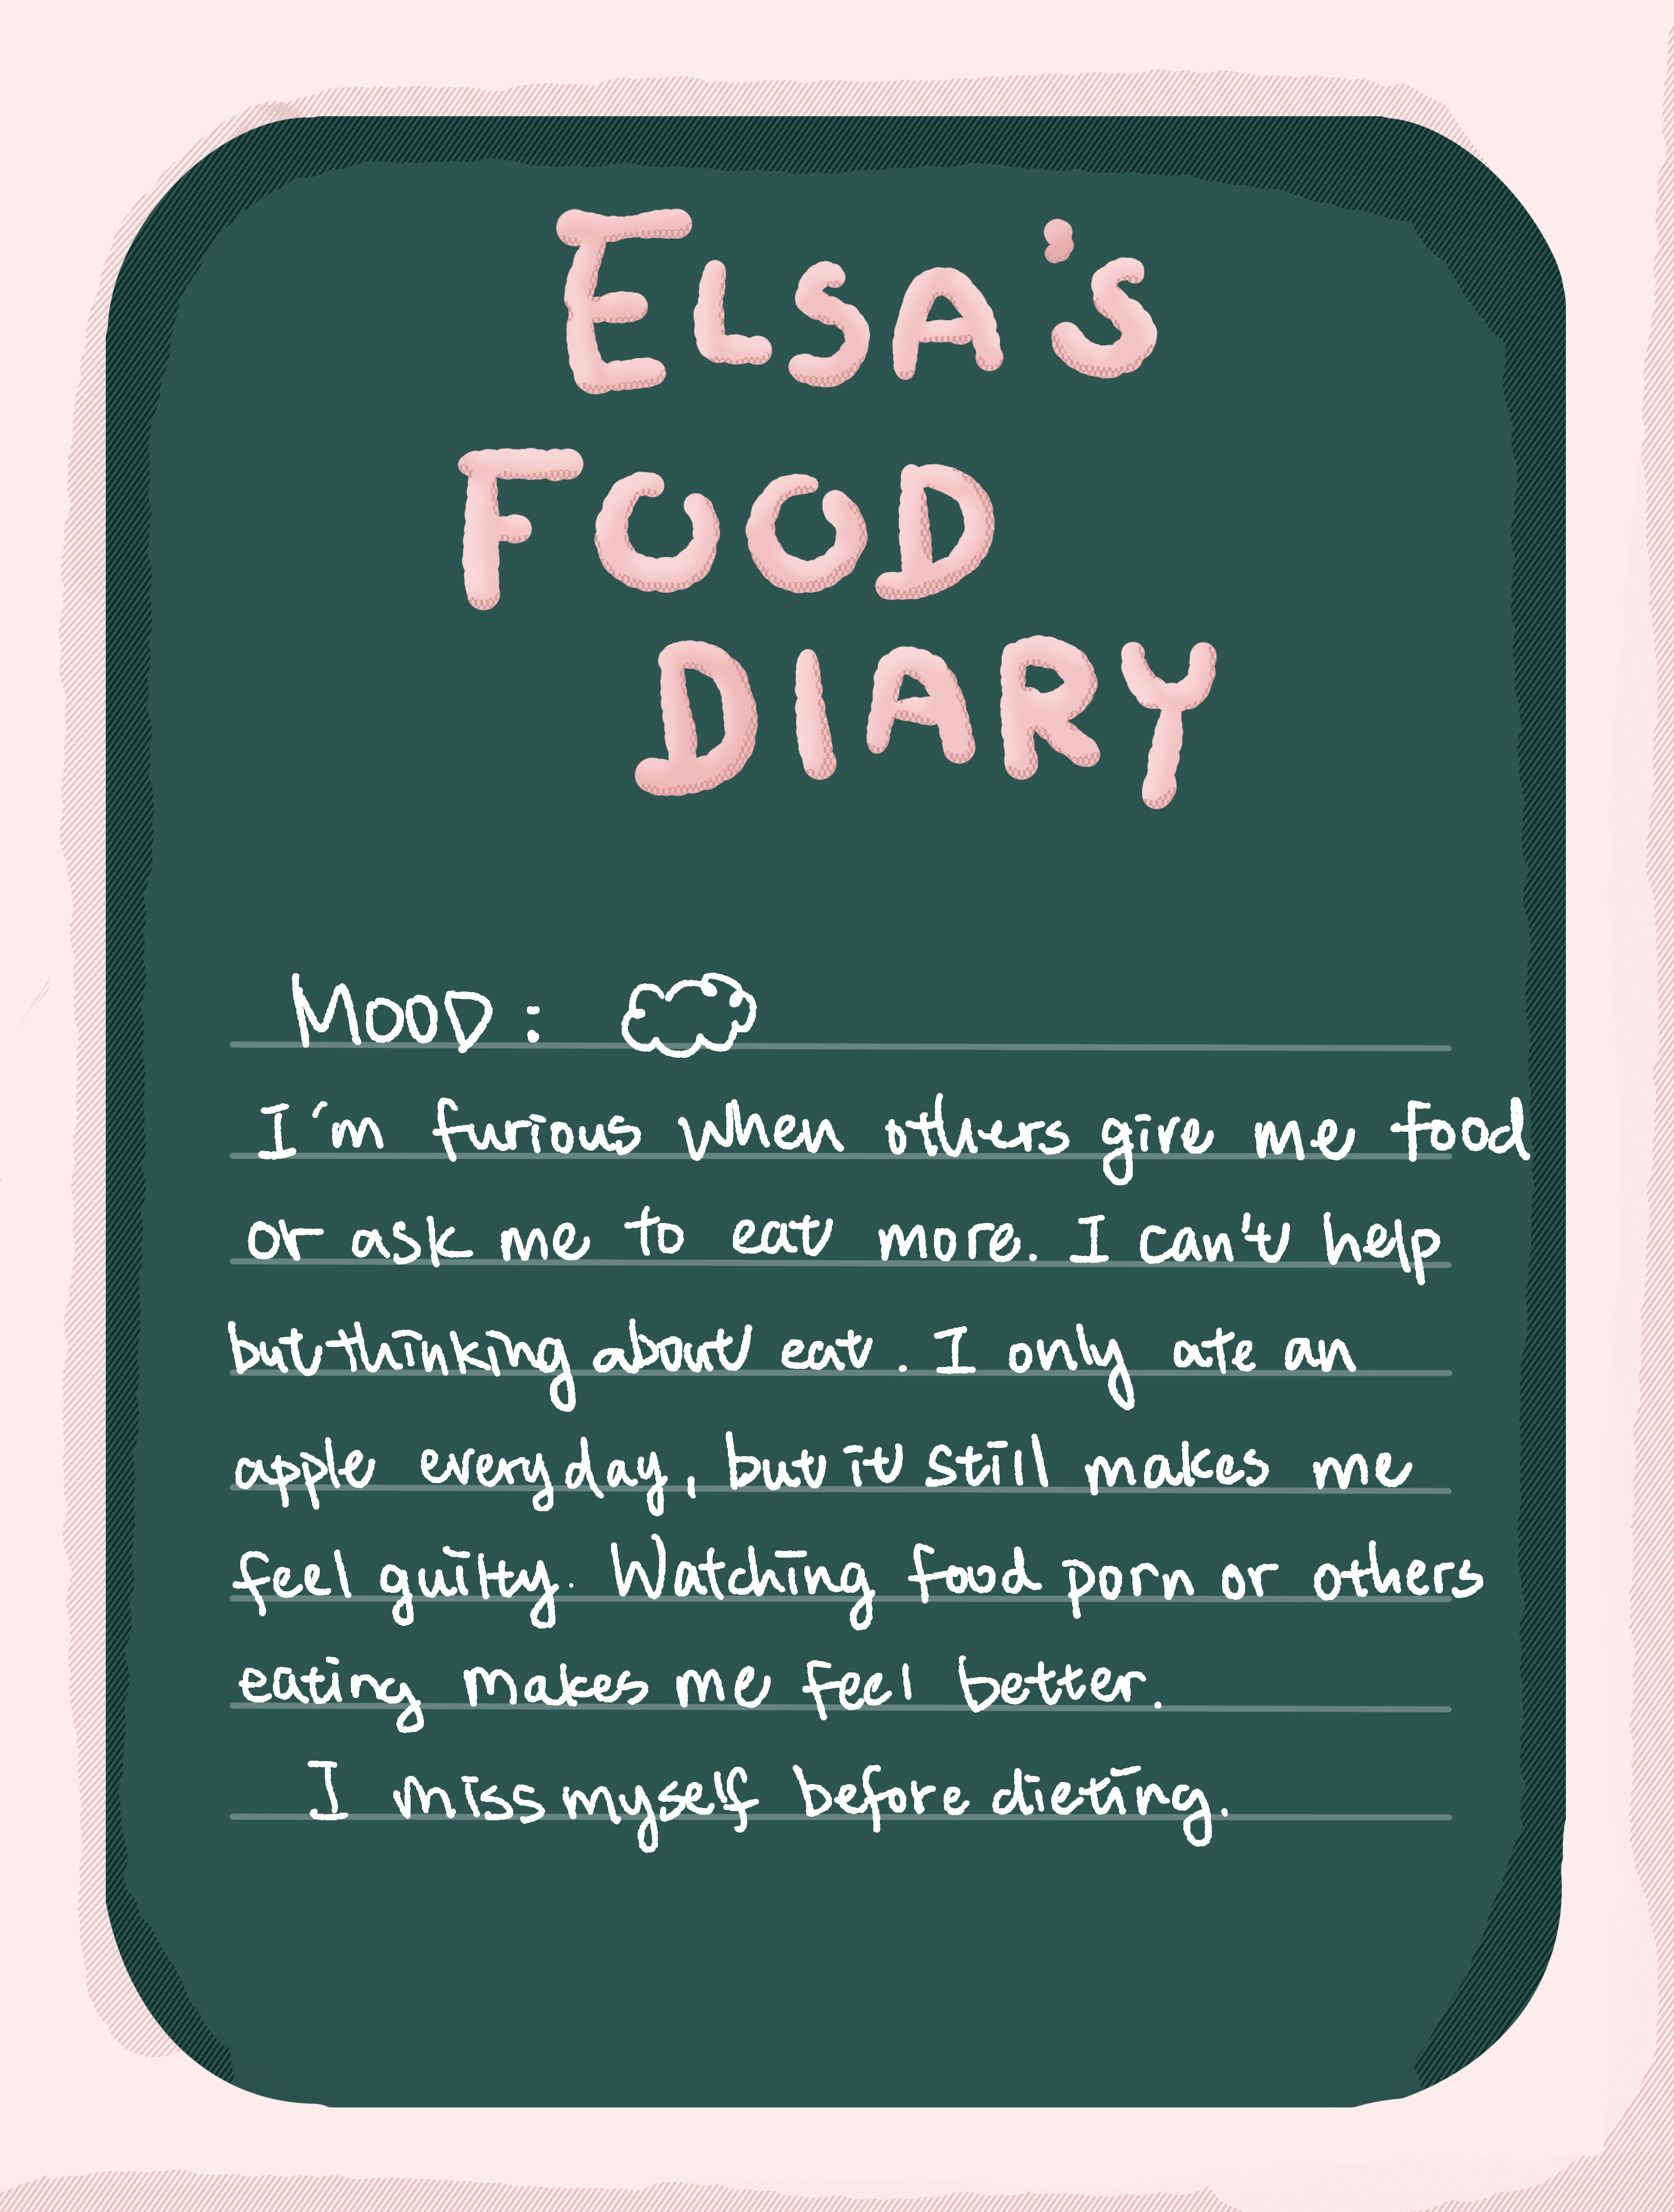 ELSA'S
FOOD
DIARY
MOOD:
I'm furious when others give me food
or ask me to eat more. I can't help
but thinking about eat. I only ate an
apple everyday, but it still makes me
feel guilty. Watching food porn or others
eating makes me feel better.
I miss myself before dieting.